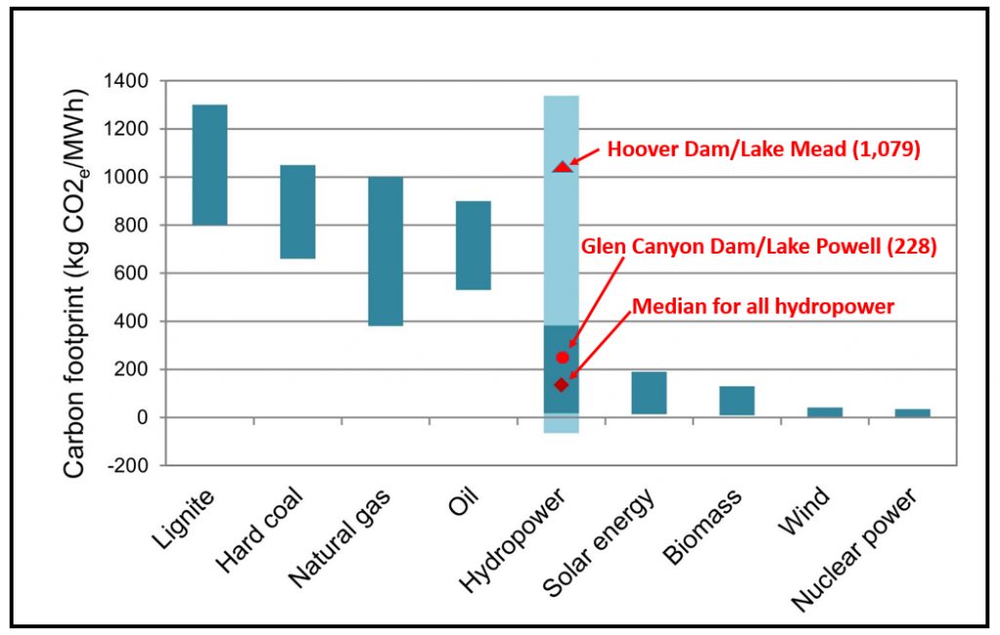 Carbon footprint (kg CO2e/MWh)
1400
1200
1000
800
600
400
200
0
-200
Hoover Dam/Lake Mead (1,079)
Glen Canyon Dam/Lake Powell (228)
Median for all hydropower
Lignite
Hard coal
Natural gas
Oil
Hydropower
Solar energy
Biomass
Wind
Nuclear power